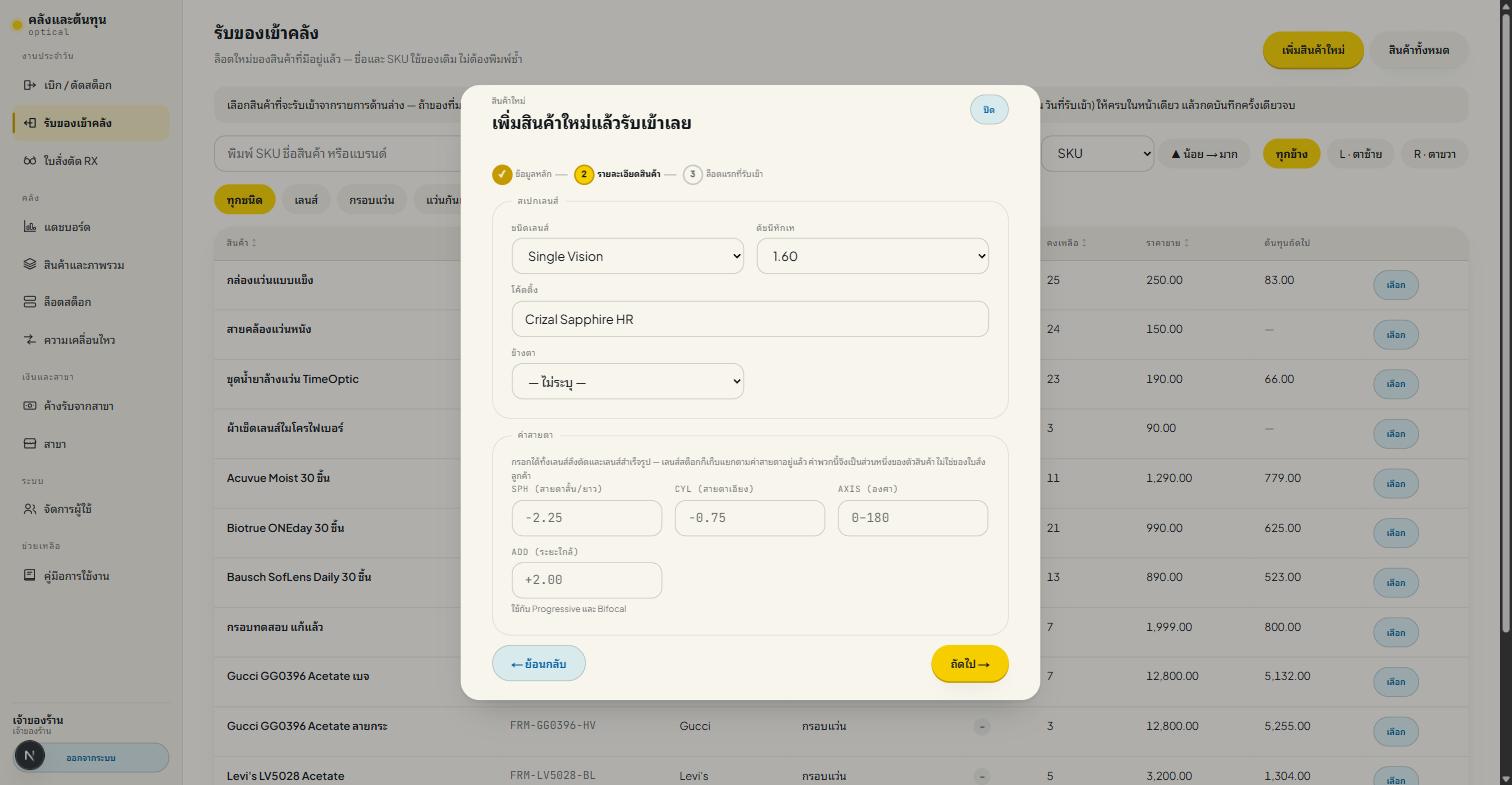 คลังและต้นทุน
optical
งานประจำวัน
เบิก / ตัดสต็อก
รับของเข้าคลัง
ใบสั่งตัด RX
คลัง
แดชบอร์ด
สินค้าและภาพรวม
ล็อตสต็อก
ความเคลื่อนไหว
เงินและสาขา
ค้างรับจากสาขา
สาขา
ระบบ
จัดการผู้ใช้
ช่วยเหลือ
คู่มือการใช้งาน
เจ้าของร้าน
เจ้าของร้าน
N
ออกจากระบบ
รับของเข้าคลัง
ล็อตใหม่ของสินค้าที่มีอยู่แล้ว — ชื่อและ SKU ใช้ของเดิม ไม่ต้องพิมพ์ซ้ำ
เพิ่มสินค้าใหม่
สินค้าทั้งหมด
เลือกสินค้าที่จะรับเข้าจากรายการด้านล่าง — ถ้าของที่
วันที่รับเข้า) ให้ครบในหน้าเดียว แล้วกดบันทึกครั้งเดียวจบ
พิมพ์ SKU ชื่อสินค้า หรือแบรนด์
SKU
▲ น้อย → มาก
ทุกข้าง
L · ตาซ้าย
R · ตาขวา
ทุกชนิด
เลนส์
กรอบแว่น
แว่นกัน
สินค้า ↕ คงเหลือ ↕ ราคาขาย ↕ ต้นทุนถัดไป
กล่องแว่นแบบแข็ง 25 250.00 83.00 เลือก
สายคล้องแว่นหนัง 24 150.00 — เลือก
ชุดน้ำยาล้างแว่น TimeOptic 23 190.00 66.00 เลือก
ผ้าเช็ดเลนส์ไมโครไฟเบอร์ 3 90.00 — เลือก
Acuvue Moist 30 ชิ้น 11 1,290.00 779.00 เลือก
Biotrue ONEday 30 ชิ้น 21 990.00 625.00 เลือก
Bausch SofLens Daily 30 ชิ้น 13 890.00 523.00 เลือก
กรอบทดสอบ แก้แล้ว 7 1,999.00 800.00 เลือก
Gucci GG0396 Acetate เบจ 7 12,800.00 5,132.00 เลือก
Gucci GG0396 Acetate ลายกระ FRM-GG0396-HV Gucci กรอบแว่น – 3 12,800.00 5,255.00 เลือก
Levi's LV5028 Acetate FRM-LV5028-BL Levi's กรอบแว่น – 5 3,200.00 1,304.00 เลือก
สินค้าใหม่
เพิ่มสินค้าใหม่แล้วรับเข้าเลย
ปิด
✓ ข้อมูลหลัก — 2 รายละเอียดสินค้า — 3 ล็อตแรกที่รับเข้า
สเปกเลนส์
ชนิดเลนส์ ดัชนีหักเห
Single Vision 1.60
โค้ตติ้ง
Crizal Sapphire HR
ข้างตา
— ไม่ระบุ —
ค่าสายตา
กรอกได้ทั้งเลนส์สั่งตัดและเลนส์สำเร็จรูป — เลนส์สต็อกก็เก็บแยกตามค่าสายตาอยู่แล้ว ค่าพวกนี้จึงเป็นส่วนหนึ่งของตัวสินค้า ไม่ใช่ของใบสั่ง
ลูกค้า
SPH (สายตาสั้น/ยาว) CYL (สายตาเอียง) AXIS (องศา)
-2.25 -0.75 0–180
ADD (ระยะใกล้)
+2.00
ใช้กับ Progressive และ Bifocal
← ย้อนกลับ
ถัดไป →